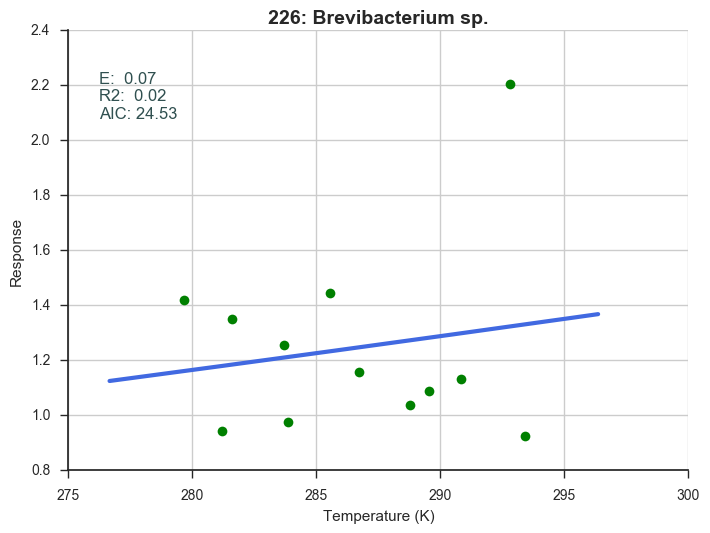 226: Brevibacterium sp.
E:  0.07
R2:  0.02
AIC: 24.53
Response
2.4
2.2
2.0
1.8
1.6
1.4
1.2
1.0
0.8
275 280 285 290 295 300
Temperature (K)